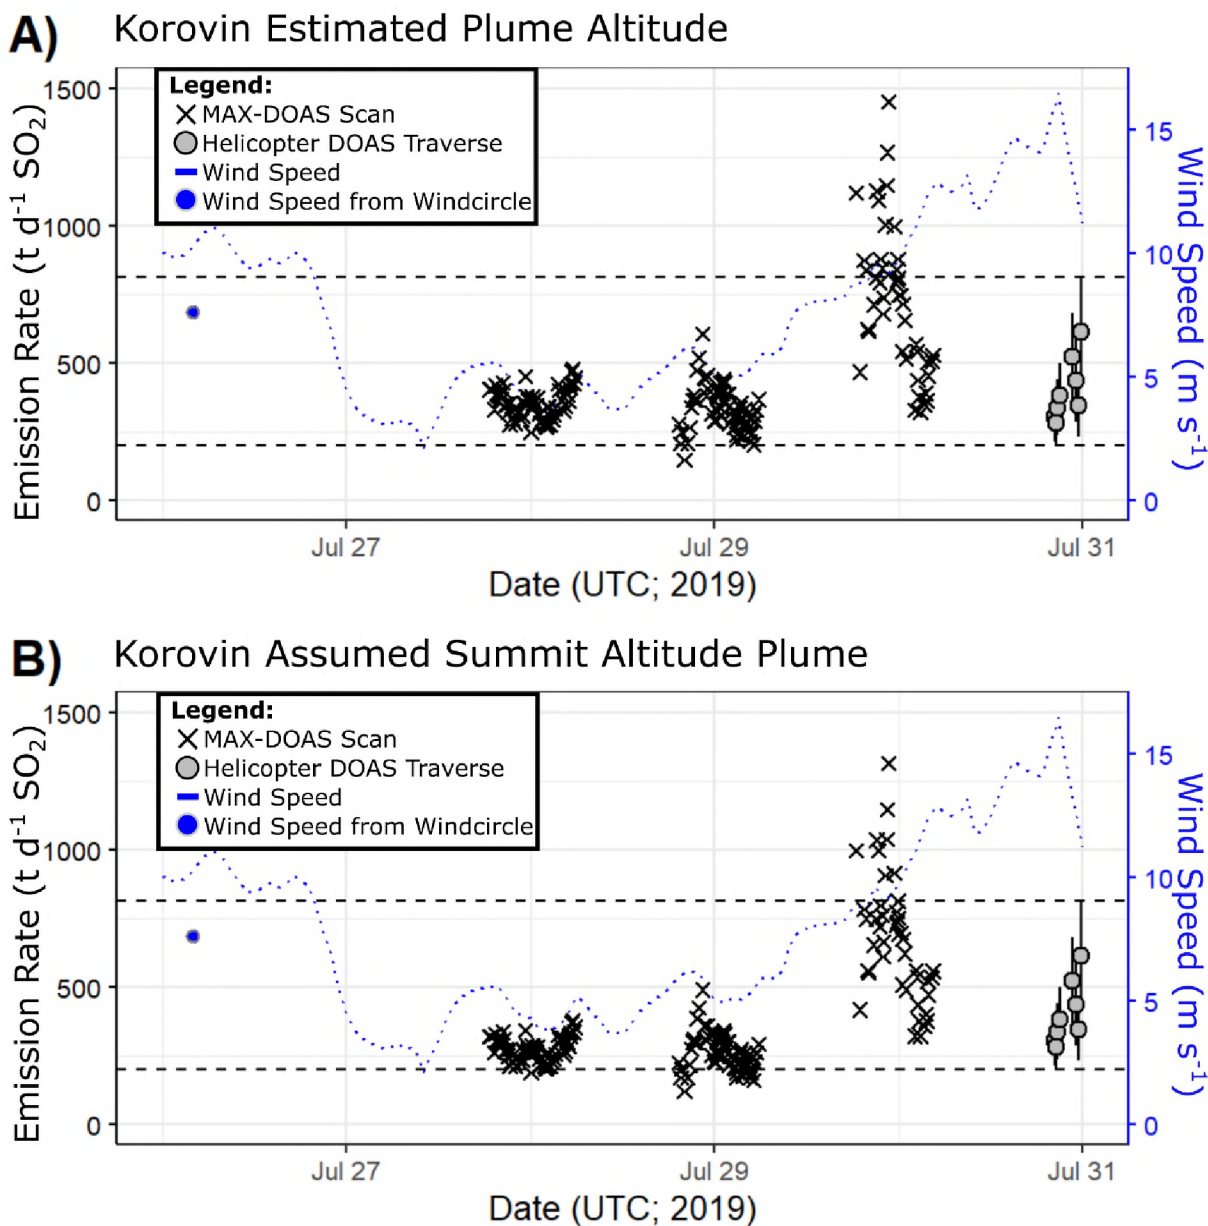 A) Korovin Estimated Plume Altitude
Legend:
MAX-DOAS Scan
Helicopter DOAS Traverse
Wind Speed
Wind Speed from Windcircle
1500
1000
500
0
Emission Rate (t d⁻¹ SO₂)
15
10
5
0
Wind Speed (m s⁻¹)
Jul 27
Jul 29
Jul 31
Date (UTC; 2019)
B) Korovin Assumed Summit Altitude Plume
Legend:
MAX-DOAS Scan
Helicopter DOAS Traverse
Wind Speed
Wind Speed from Windcircle
1500
1000
500
0
Emission Rate (t d⁻¹ SO₂)
15
10
5
0
Wind Speed (m s⁻¹)
Jul 27
Jul 29
Jul 31
Date (UTC; 2019)